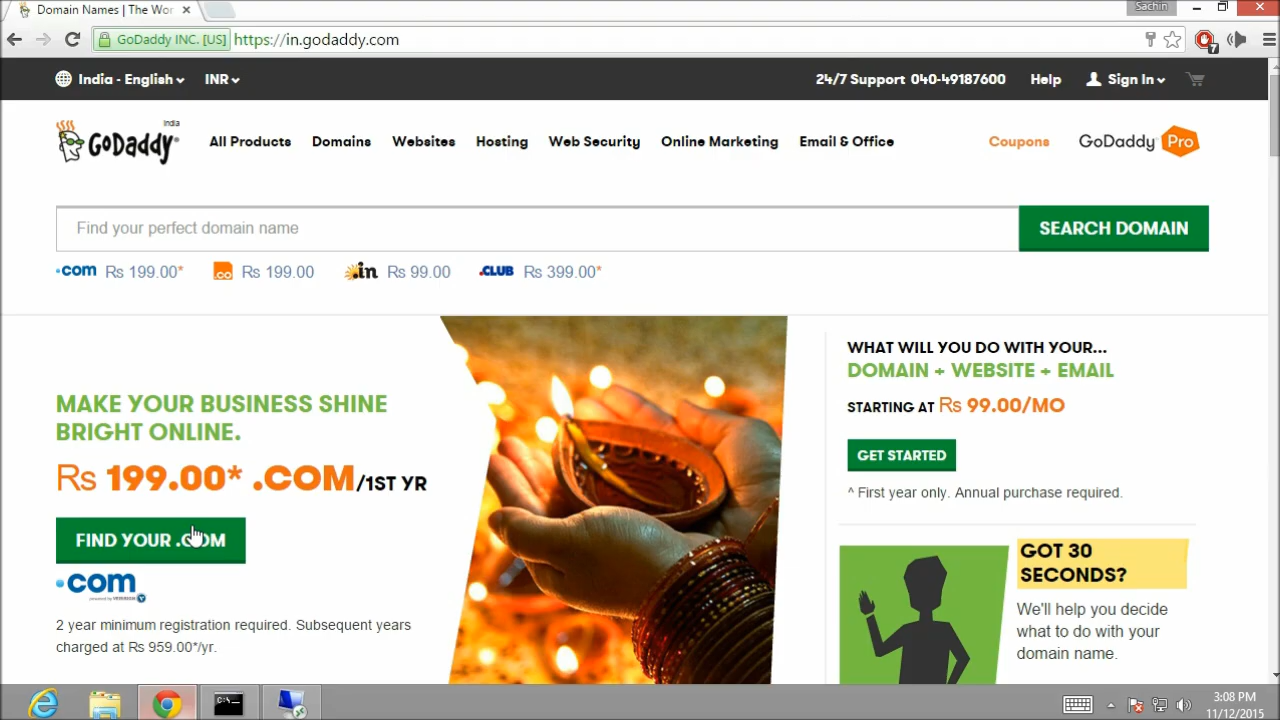 Domain Names | The Wor
Sachin
GoDaddy INC. [US] https://in.godaddy.com
7
India - English INR 24/7 Support 040-49187600 Help Sign In
India
GoDaddy All Products Domains Websites Hosting Web Security Online Marketing Email & Office Coupons GoDaddy Pro
Find your perfect domain name SEARCH DOMAIN
.com Rs 199.00* .co Rs 199.00 .in Rs 99.00 .CLUB Rs 399.00*
MAKE YOUR BUSINESS SHINE
BRIGHT ONLINE.
Rs 199.00* .COM/1ST YR
FIND YOUR .COM
.com
powered by VERISIGN
2 year minimum registration required. Subsequent years
charged at Rs 959.00*/yr.
WHAT WILL YOU DO WITH YOUR...
DOMAIN + WEBSITE + EMAIL
STARTING AT Rs 99.00/MO
GET STARTED
^ First year only. Annual purchase required.
GOT 30
SECONDS?
We'll help you decide
what to do with your
domain name.
C:\_
3:08 PM
11/12/2015